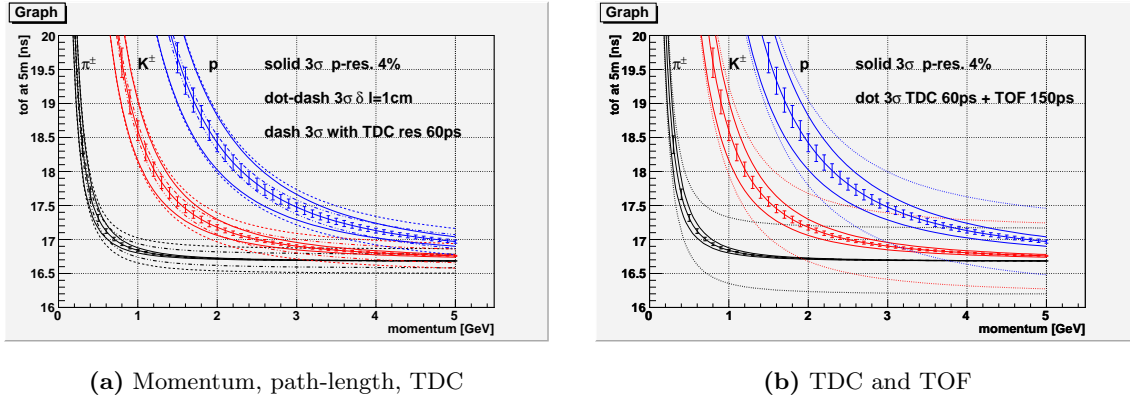 Graph
tof at 5m [ns]
20
19.5
19
18.5
18
17.5
17
16.5
16
π± K± p solid 3σ p-res. 4%
dot-dash 3σ δ l=1cm
dash 3σ with TDC res 60ps
0 1 2 3 4 5
momentum [GeV]
(a) Momentum, path-length, TDC
Graph
tof at 5m [ns]
20
19.5
19
18.5
18
17.5
17
16.5
16
π± K± p solid 3σ p-res. 4%
dot 3σ TDC 60ps + TOF 150ps
0 1 2 3 4 5
momentum [GeV]
(b) TDC and TOF